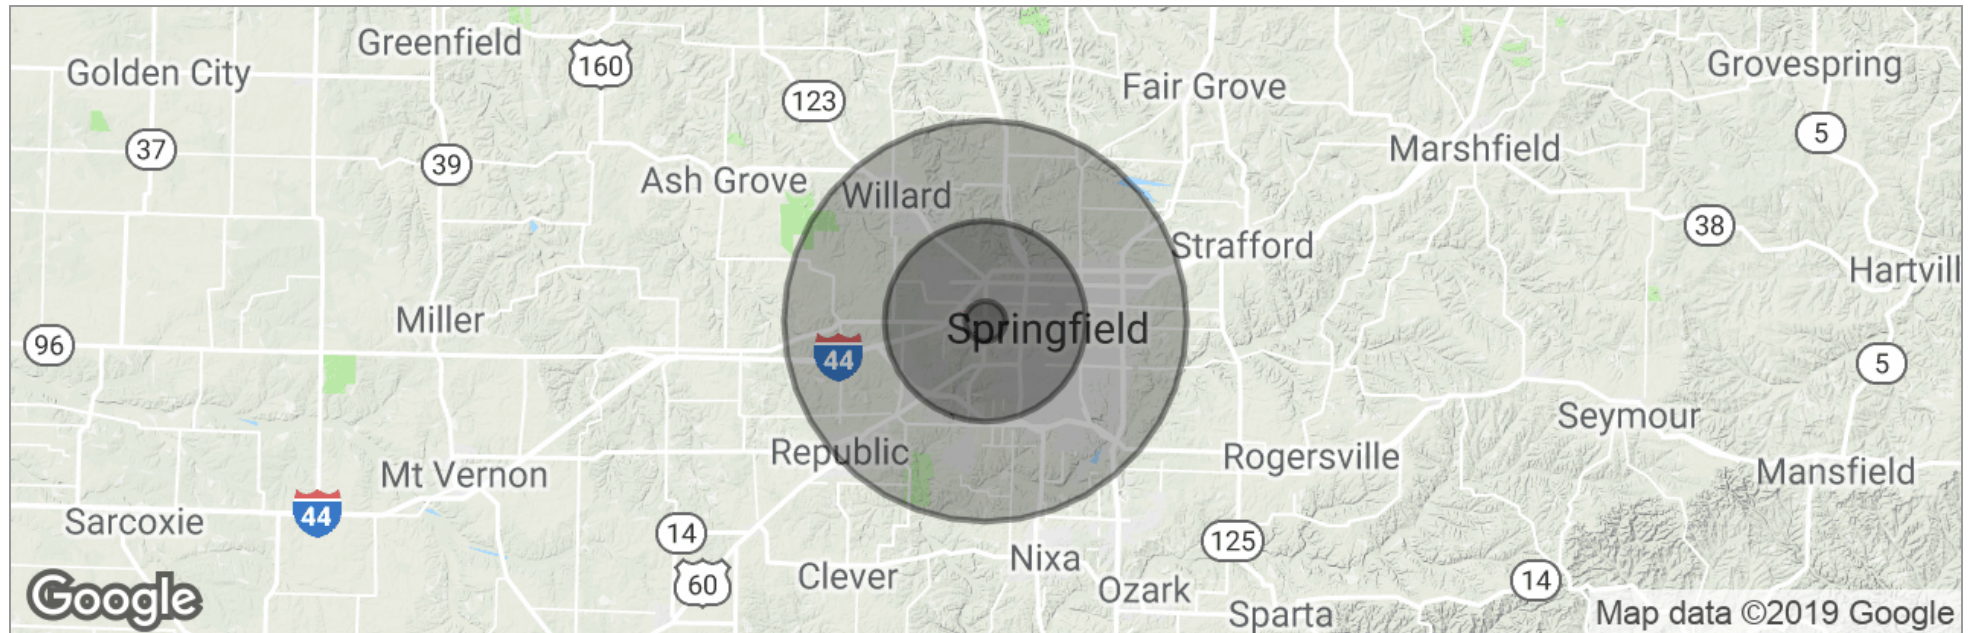 Greenfield
160
Golden City
Grovespring
Fair Grove
123
5
37
39
Marshfield
Ash Grove
Willard
38
Strafford
Hartvill
Miller
Springfield
96
44
5
Seymour
Republic
Rogersville
Mt Vernon
Mansfield
Sarcoxie
44
14
125
Nixa
Clever
60
14
Ozark
Google
Sparta
Map data ©2019 Google